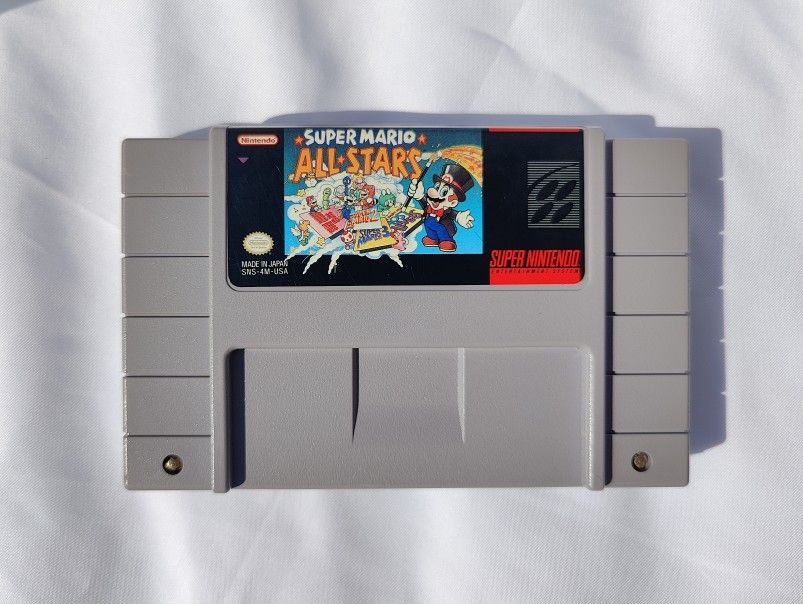 Nintendo
SUPER MARIO
ALL★STARS
MADE IN JAPAN
SNS-4M-USA
SUPER NINTENDO
ENTERTAINMENT SYSTEM